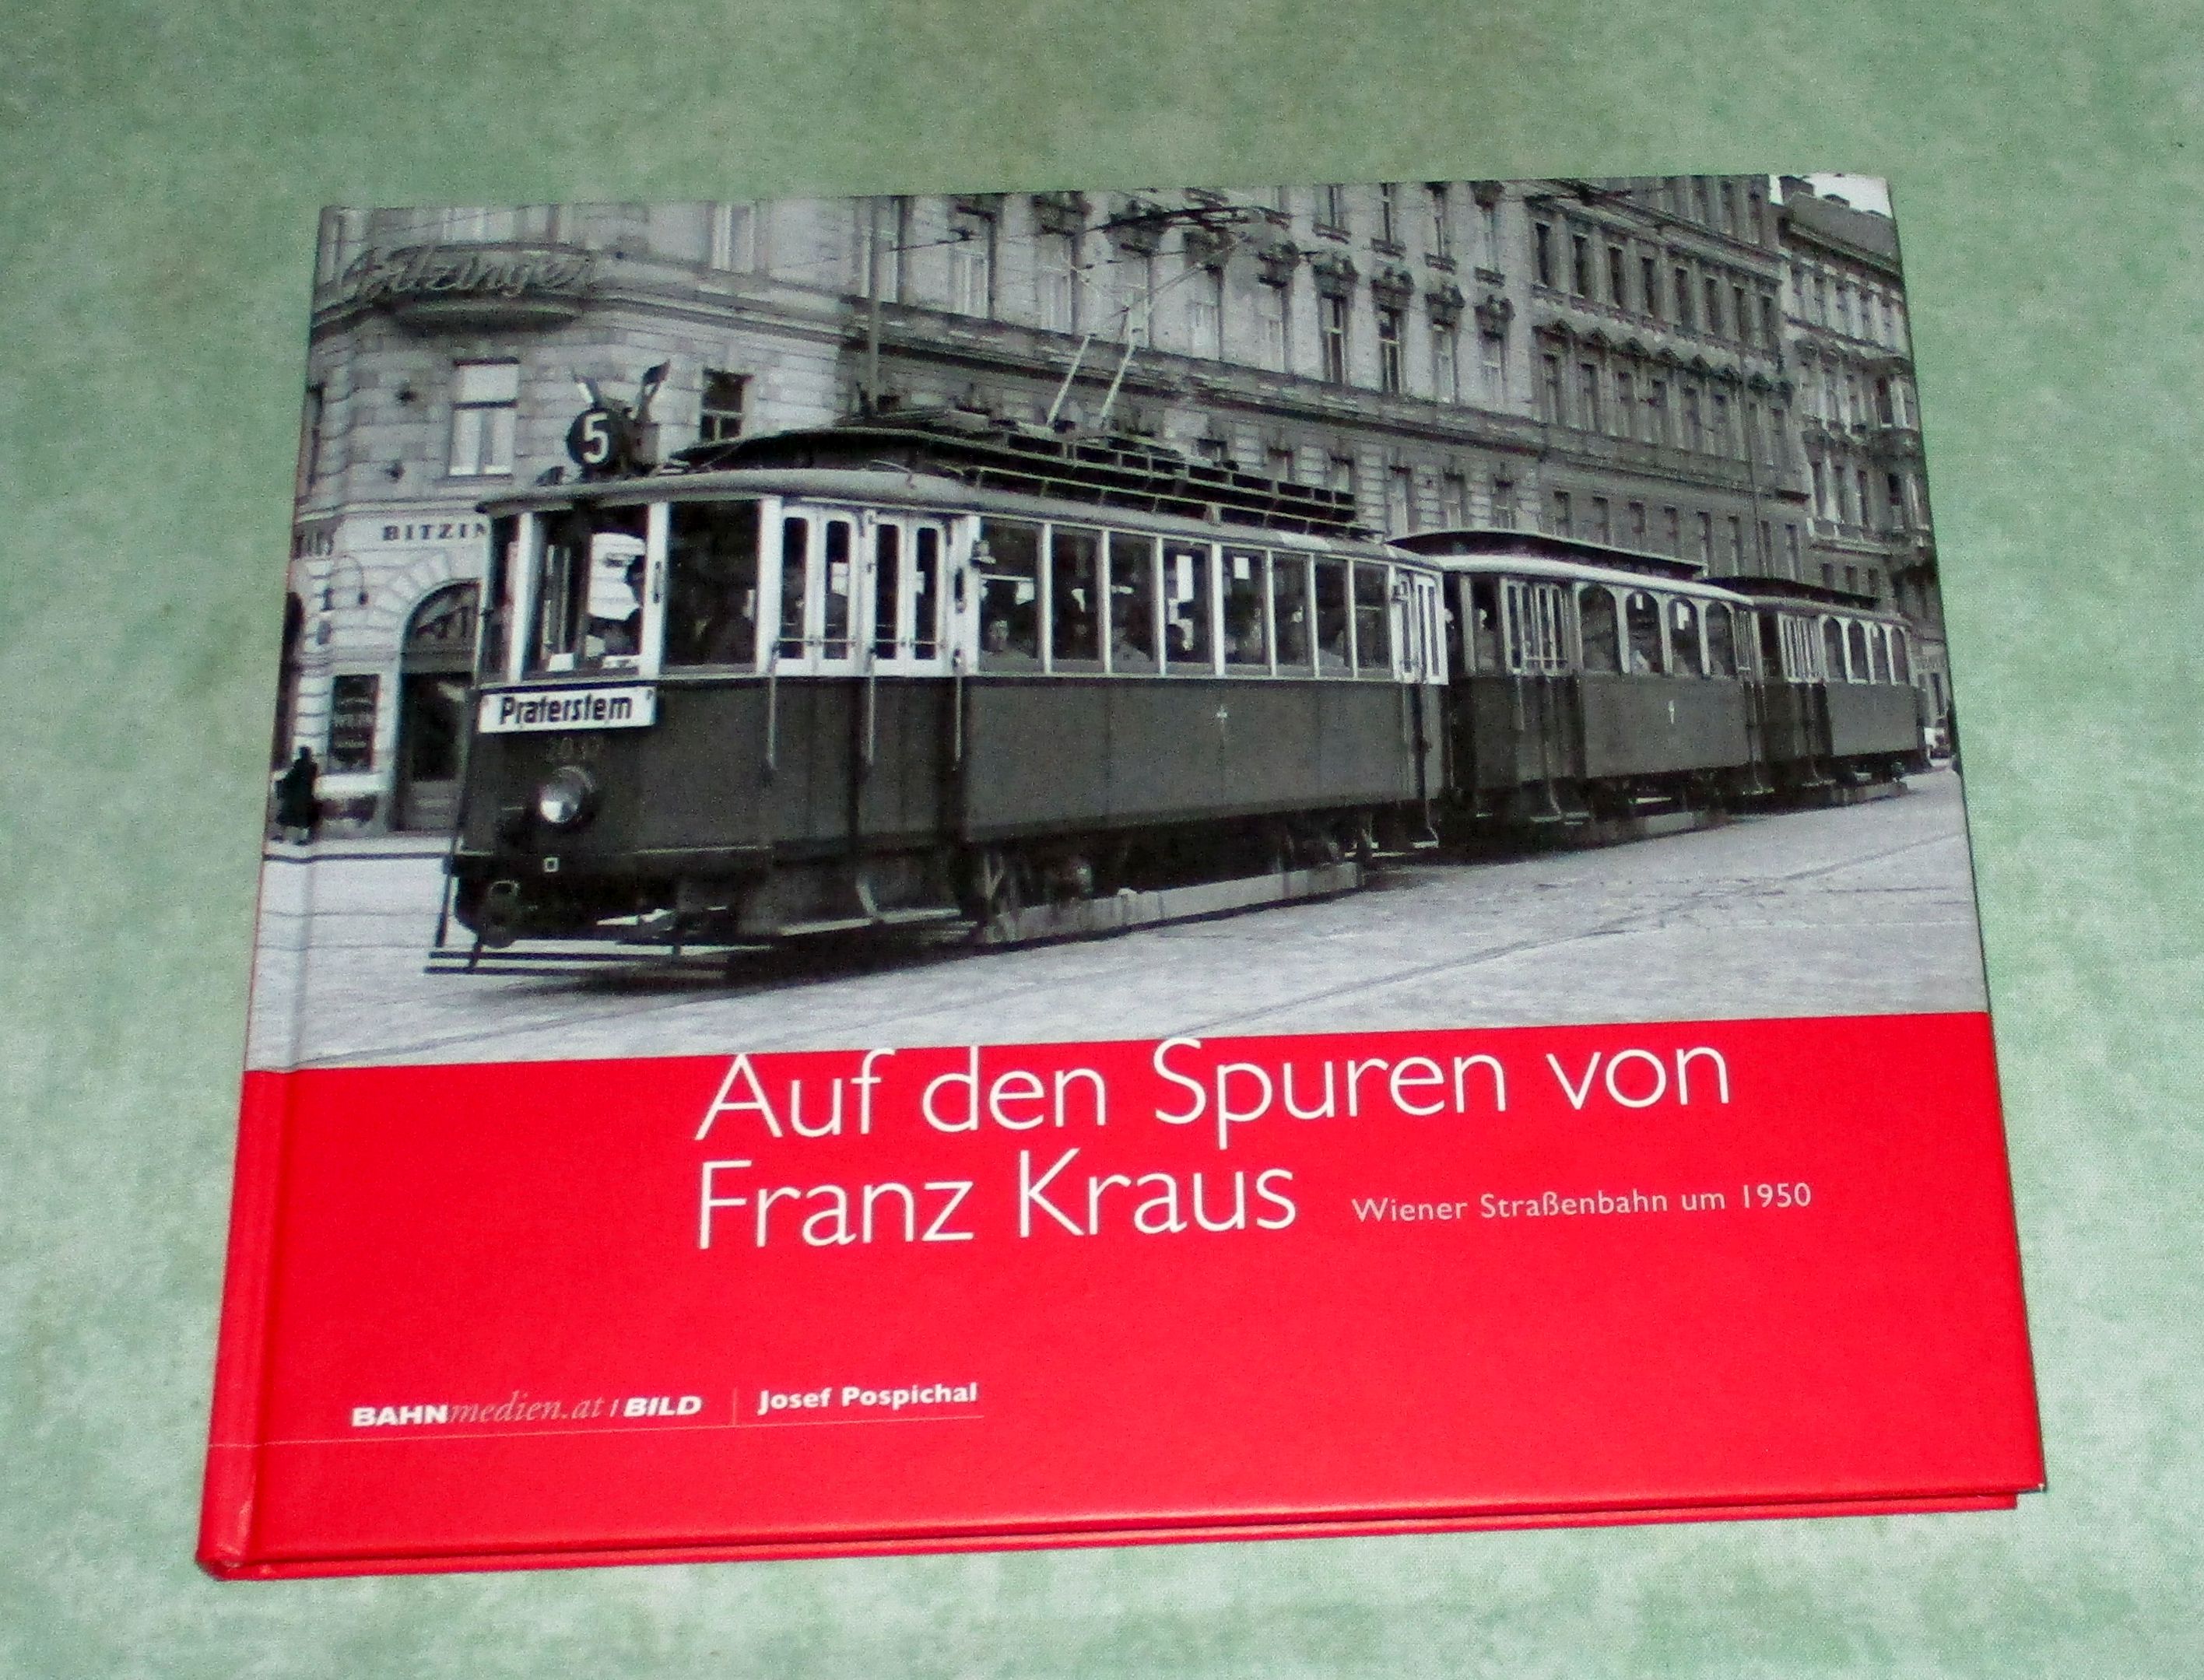 Bitzinger
5
BITZIN
Praterstern
Auf den Spuren von
Franz Kraus Wiener Straßenbahn um 1950
BAHNmedien.at/BILD | Josef Pospichal